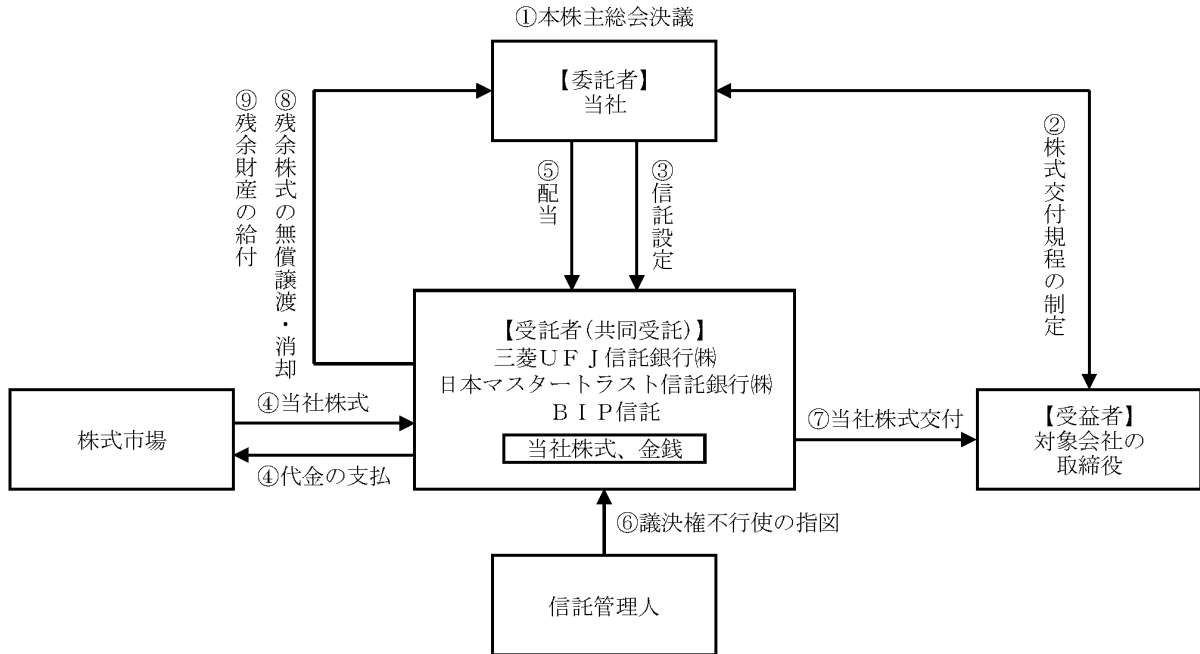 ①本株主総会決議
【委託者】
当社
⑨残余財産の給付
⑧残余株式の無償譲渡・消却
⑤配当
③信託設定
②株式交付規程の制定
【受託者(共同受託)】
三菱UFJ信託銀行㈱
日本マスタートラスト信託銀行㈱
BIP信託
当社株式、金銭
株式市場
④当社株式
④代金の支払
⑦当社株式交付
【受益者】
対象会社の
取締役
⑥議決権不行使の指図
信託管理人